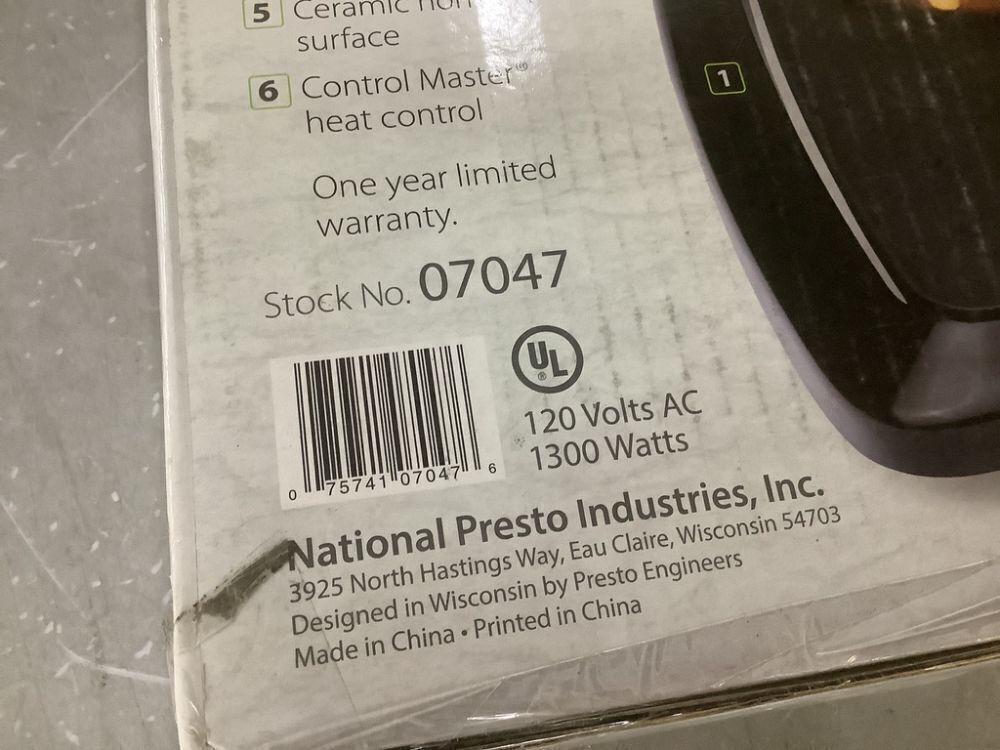 5 Ceramic
surface
6 Control Master®
heat control
One year limited
warranty.
Stock No. 07047
UL®
120 Volts AC
1300 Watts
0 75741 07047 6
National Presto Industries, Inc.
3925 North Hastings Way, Eau Claire, Wisconsin 54703
Designed in Wisconsin by Presto Engineers
Made in China • Printed in China
1